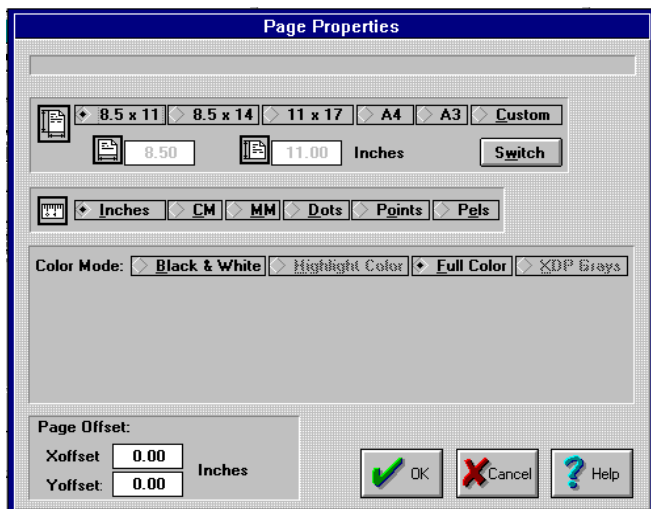 Page Properties
8.5 x 11 8.5 x 14 11 x 17 A4 A3 Custom
8.50 11.00 Inches Switch
Inches CM MM Dots Points Pels
Color Mode: Black & White Highlight Color Full Color XDP Grays
Page Offset:
Xoffset 0.00
Inches
Yoffset: 0.00
OK Cancel Help